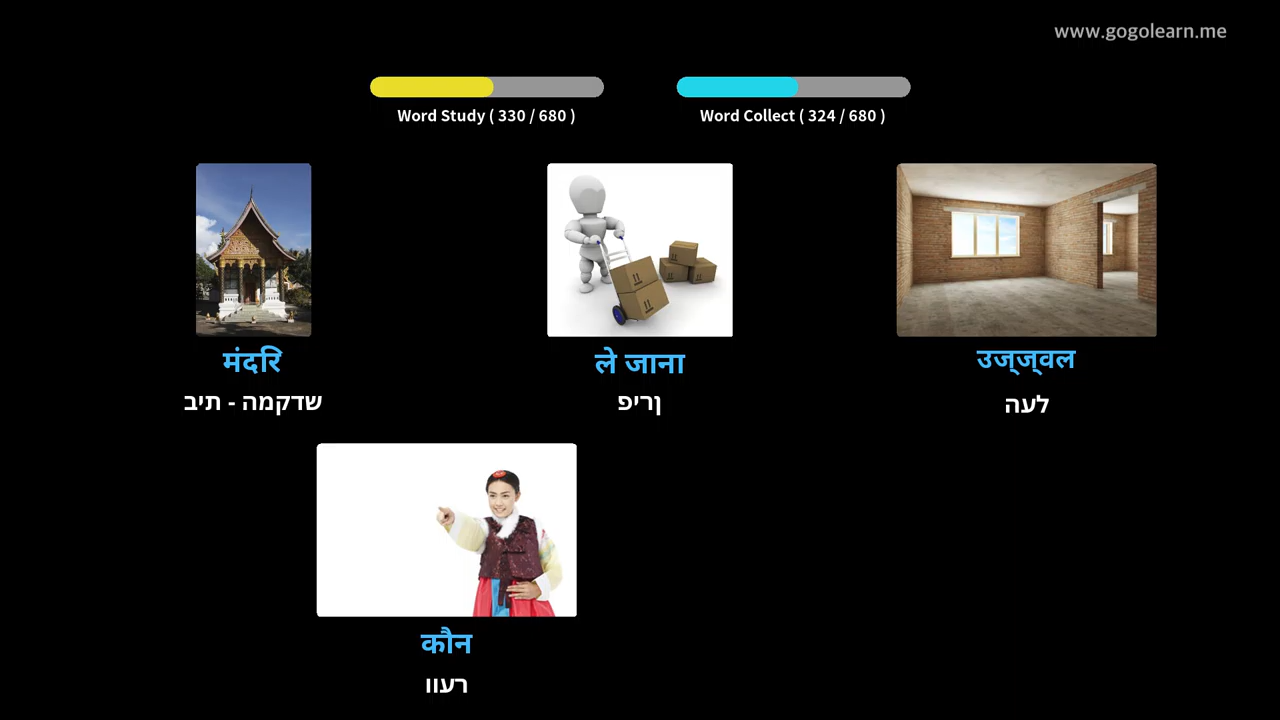 www.gogolearn.me
Word Study ( 330 / 680 )
Word Collect ( 324 / 680 )
मंदरि
ले जाना
उज्ज्वल
שדקמה - תיב
ןריפ
לעה
कौन
רעוו